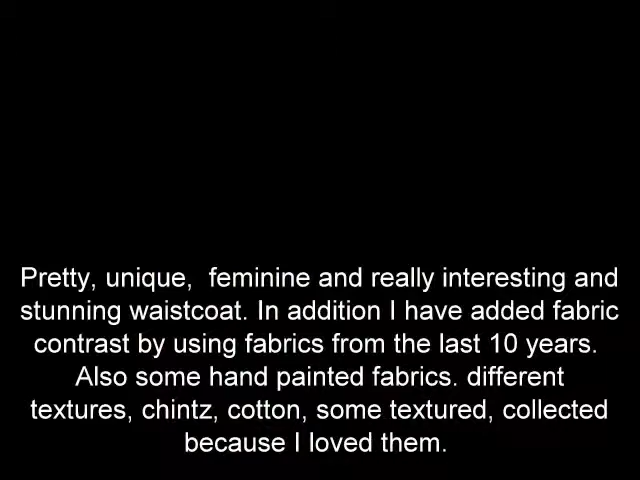 Pretty, unique,  feminine and really interesting and
stunning waistcoat. In addition I have added fabric
contrast by using fabrics from the last 10 years.
Also some hand painted fabrics. different
textures, chintz, cotton, some textured, collected
because I loved them.